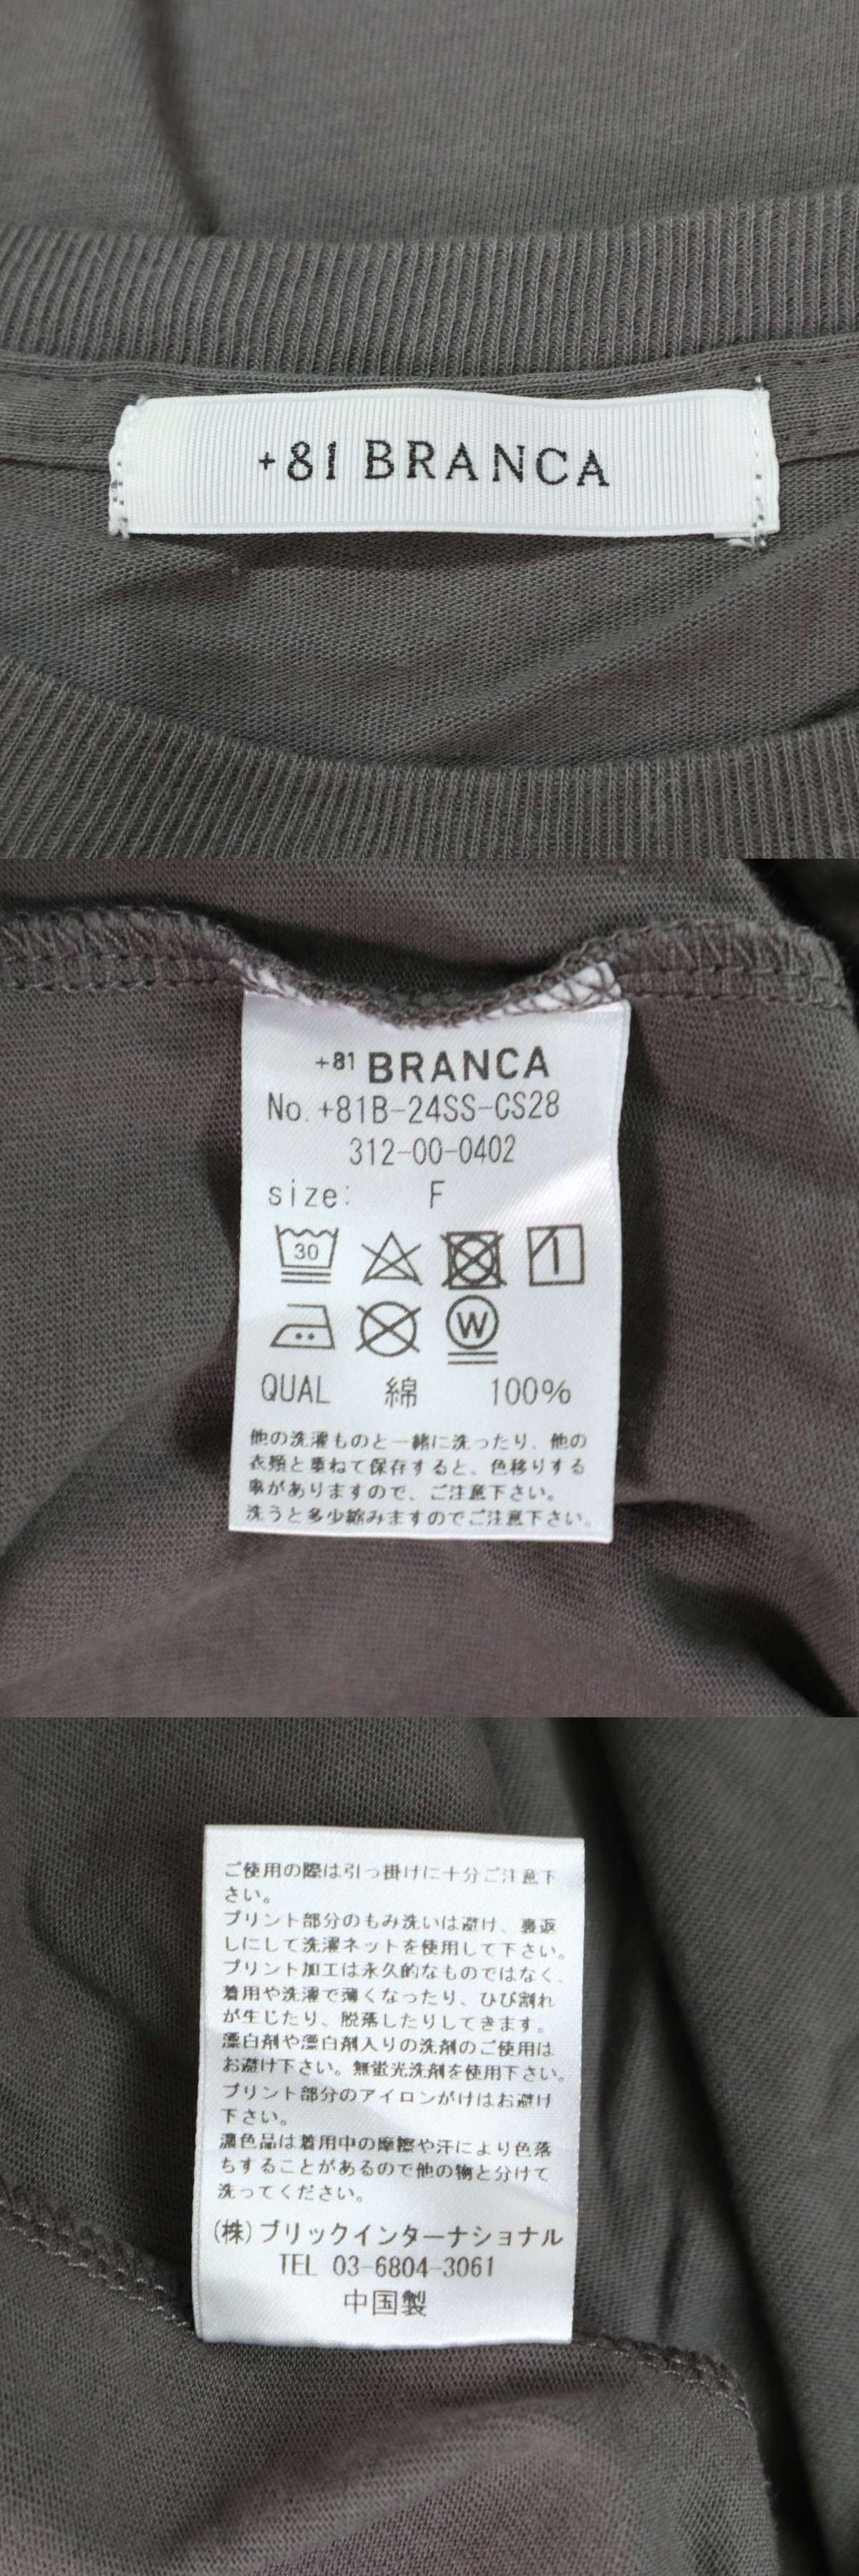 +81 BRANCA
+81 BRANCA
No. +81B-24SS-CS28
312-00-0402
size: F
30
W
QUAL 綿 100%
他の洗濯ものと一緒に洗ったり、他の
衣類と重ねて保存すると、色移りする
事がありますので、ご注意下さい。
洗うと多少縮みますのでご注意下さい。
ご使用の際は引っ掛けに十分ご注意下
さい。
プリント部分のもみ洗いは避け、裏返
しにして洗濯ネットを使用して下さい。
プリント加工は永久的なものではなく、
着用や洗濯で薄くなったり、ひび割れ
が生じたり、脱落したりしてきます。
漂白剤や漂白剤入りの洗剤のご使用は
お避け下さい。無蛍光洗剤を使用下さい。
プリント部分のアイロンがけはお避け
下さい。
濃色品は着用中の摩擦や汗により色落
ちすることがあるので他の物と分けて
洗ってください。
(株)ブリックインターナショナル
TEL 03-6804-3061
中国製